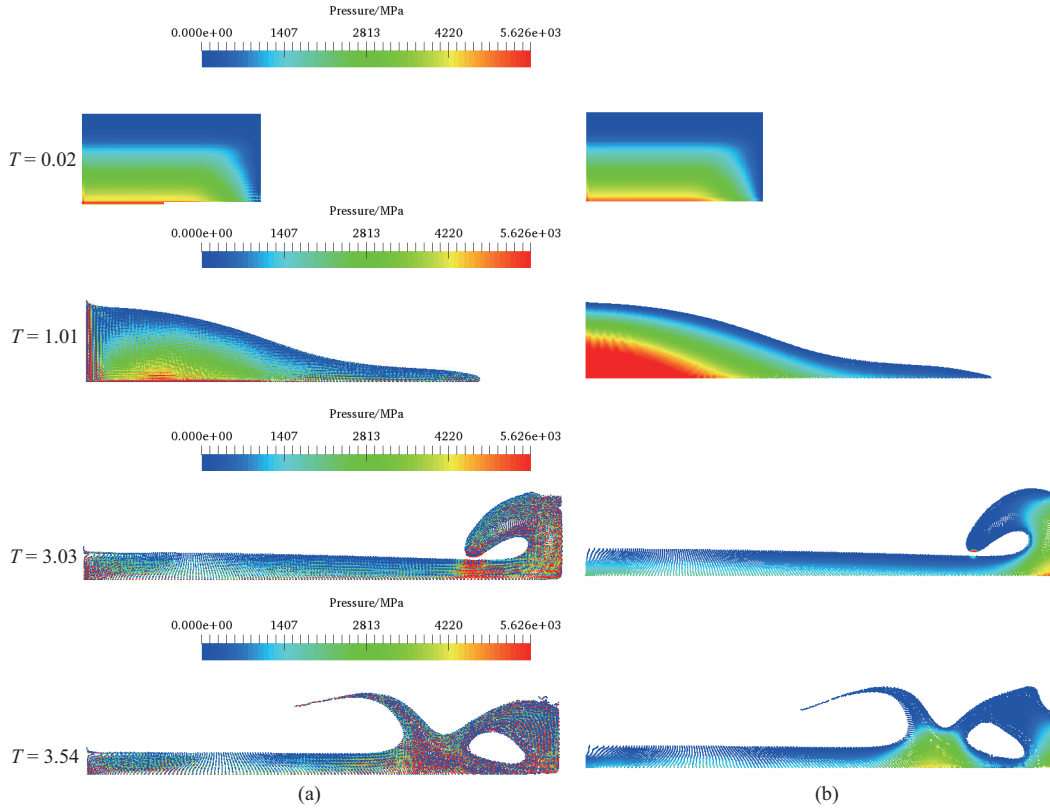 Pressure/MPa
0.000e+00 1407 2813 4220 5.626e+03
T = 0.02
Pressure/MPa
0.000e+00 1407 2813 4220 5.626e+03
T = 1.01
Pressure/MPa
0.000e+00 1407 2813 4220 5.626e+03
T = 3.03
Pressure/MPa
0.000e+00 1407 2813 4220 5.626e+03
T = 3.54
(a) (b)